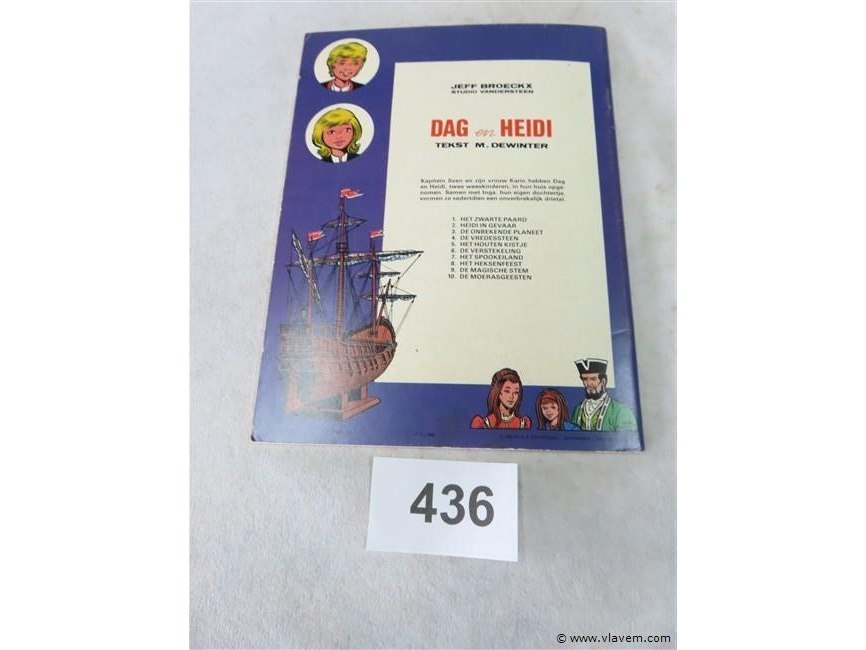 JEFF BROECKX
STUDIO VANDERSTEEN
DAG en HEIDI
TEKST M. DEWINTER
Kapitein Sven en zijn vrouw Karin hebben Dag
en Heidi, twee weeskinderen, in hun huis opge-
nomen. Samen met Inga, hun eigen dochtertje,
vormen ze sedertdien een onverbrekelijk drietal.
1. HET ZWARTE PAARD
2. HEIDI IN GEVAAR
3. DE ONBEKENDE PLANEET
4. DE VREDESSTEEN
5. HET HOUTEN KISTJE
6. DE VERSTEKELING
7. HET SPOOKEILAND
8. HET HEKSENFEEST
9. DE MAGISCHE STEM
10. DE MOERASGEESTEN
436
© www.vlavem.com